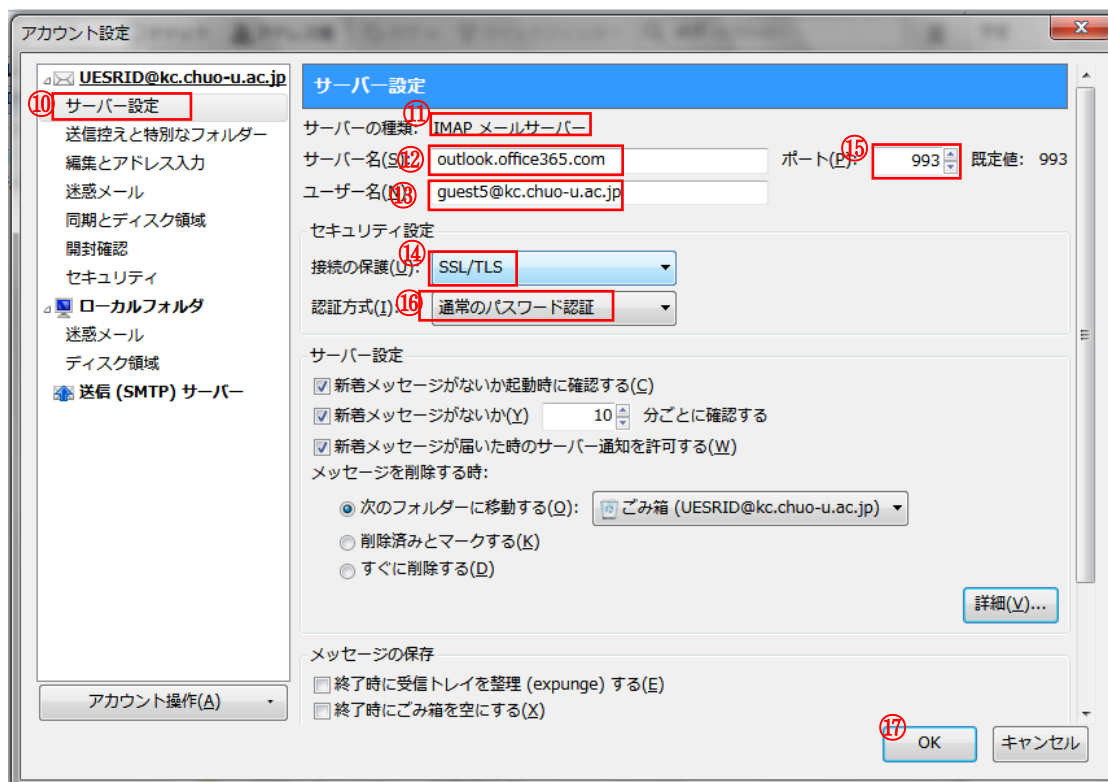 アカウント設定
UESRID@kc.chuo-u.ac.jp
⑩ サーバー設定
送信控えと特別なフォルダー
編集とアドレス入力
迷惑メール
同期とディスク領域
開封確認
セキュリティ
ローカルフォルダ
迷惑メール
ディスク領域
送信 (SMTP) サーバー
アカウント操作(A)
サーバー設定
サーバーの種類: ⑪ IMAP メールサーバー
サーバー名(S): ⑫ outlook.office365.com ポート(P): ⑮ 993 既定値: 993
ユーザー名(N): ⑬ guest5@kc.chuo-u.ac.jp
セキュリティ設定
接続の保護(U): ⑭ SSL/TLS
認証方式(I): ⑯ 通常のパスワード認証
サーバー設定
新着メッセージがないか起動時に確認する(C)
新着メッセージがないか(Y) 10 分ごとに確認する
新着メッセージが届いた時のサーバー通知を許可する(W)
メッセージを削除する時:
次のフォルダーに移動する(O): ごみ箱 (UESRID@kc.chuo-u.ac.jp)
削除済みとマークする(K)
すぐに削除する(D)
詳細(V)...
メッセージの保存
終了時に受信トレイを整理 (expunge) する(E)
終了時にごみ箱を空にする(X)
⑰ OK キャンセル